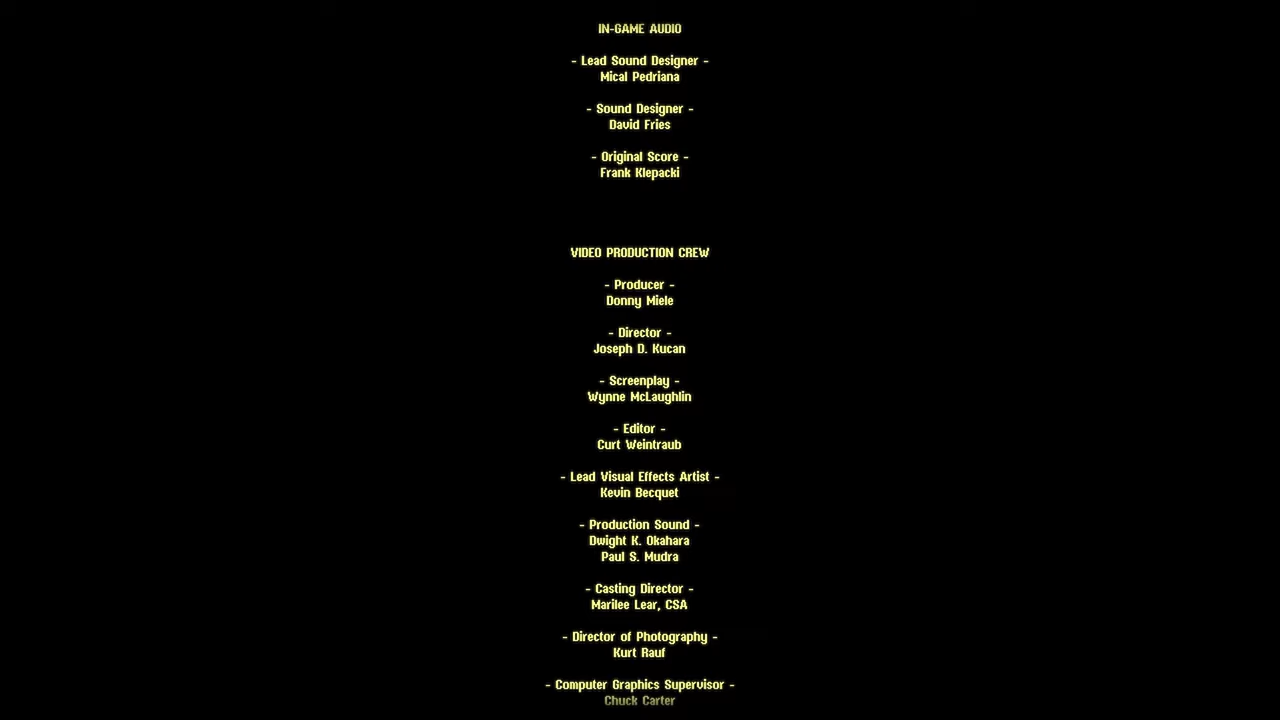 IN-GAME AUDIO
- Lead Sound Designer -
Mical Pedriana
- Sound Designer -
David Fries
- Original Score -
Frank Klepacki
VIDEO PRODUCTION CREW
- Producer -
Donny Miele
- Director -
Joseph D. Kucan
- Screenplay -
Wynne McLaughlin
- Editor -
Curt Weintraub
- Lead Visual Effects Artist -
Kevin Becquet
- Production Sound -
Dwight K. Okahara
Paul S. Mudra
- Casting Director -
Marilee Lear, CSA
- Director of Photography -
Kurt Rauf
- Computer Graphics Supervisor -
Chuck Carter